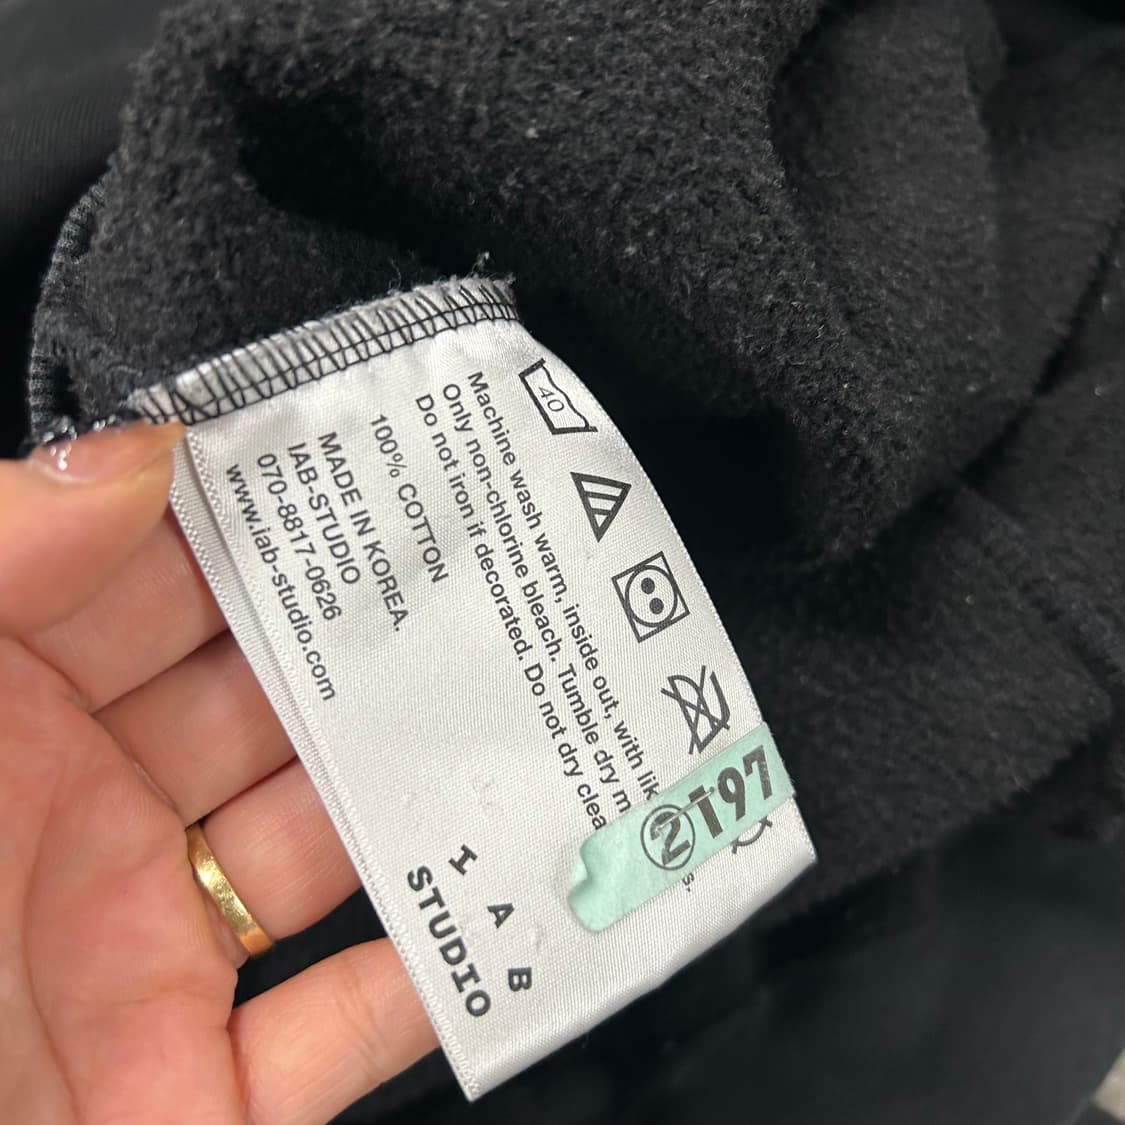 40
Machine wash warm, inside out, with lik
Only non-chlorine bleach. Tumble dry m
Do not iron if decorated. Do not dry clea
s.
100% COTTON
MADE IN KOREA.
IAB-STUDIO
070-8817-0626
www.iab-studio.com
②197
I A B
STUDIO